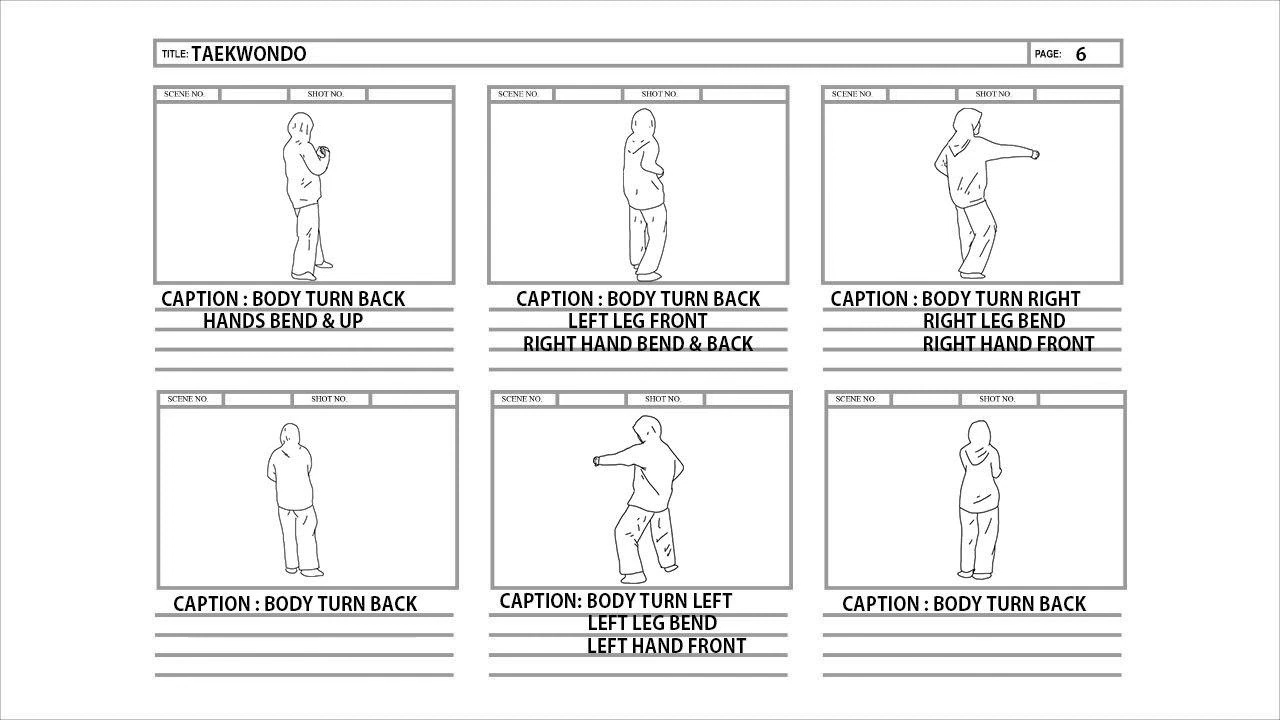 TITLE: TAEKWONDO
PAGE: 6
SCENE NO. SHOT NO.
SCENE NO. SHOT NO.
SCENE NO. SHOT NO.
CAPTION : BODY TURN BACK
HANDS BEND & UP
CAPTION : BODY TURN BACK
LEFT LEG FRONT
RIGHT HAND BEND & BACK
CAPTION : BODY TURN RIGHT
RIGHT LEG BEND
RIGHT HAND FRONT
SCENE NO. SHOT NO.
SCENE NO. SHOT NO.
SCENE NO. SHOT NO.
CAPTION : BODY TURN BACK
CAPTION: BODY TURN LEFT
LEFT LEG BEND
LEFT HAND FRONT
CAPTION : BODY TURN BACK